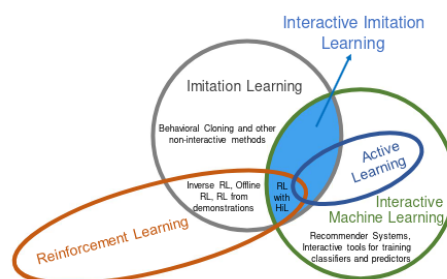 Interactive Imitation
Learning
Imitation Learning
Behavioral Cloning and other
non-interactive methods
Active
Learning
Inverse RL, Offline
RL, RL from
demonstrations
RL
with
HiL
Interactive
Machine Learning
Reinforcement Learning
Recommender Systems,
Interactive tools for training
classifiers and predictors